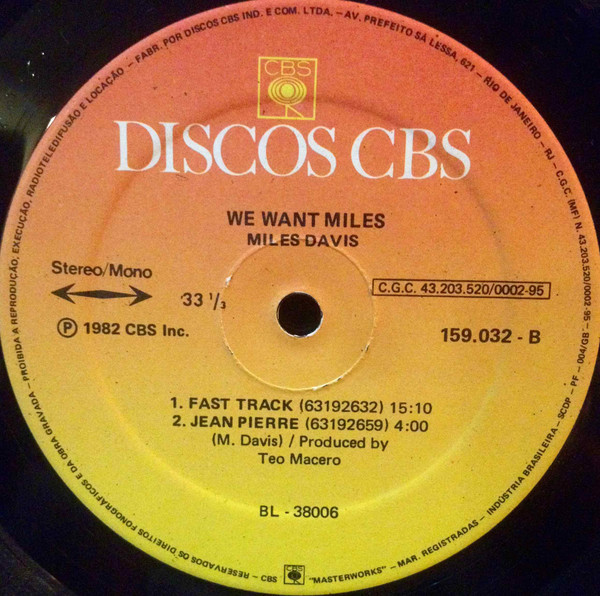 CBS
DISCOS CBS
WE WANT MILES
MILES DAVIS
Stereo/Mono
33 1/3
C.G.C. 43.203.520/0002-95
℗ 1982 CBS Inc.
159.032 - B
1. FAST TRACK (63192632) 15:10
2. JEAN PIERRE (63192659) 4:00
(M. Davis) / Produced by
Teo Macero
BL - 38006
RESERVADOS OS DIREITOS FONOGRÁFICOS E DA OBRA GRAVADA - PROIBIDA A REPRODUÇÃO, EXECUÇÃO, RADIOTELEDIFUSÃO E LOCAÇÃO - FABR. POR DISCOS CBS IND. E COM. LTDA. - AV. PREFEITO SÁ LESSA, 621 - RIO DE JANEIRO - RJ - C.G.C. (MF) N. 43.203.520/0002-95 - SCDP - PF - 004/GB - INDÚSTRIA BRASILEIRA -
MAR. REGISTRADAS - CBS CBS "MASTERWORKS" -